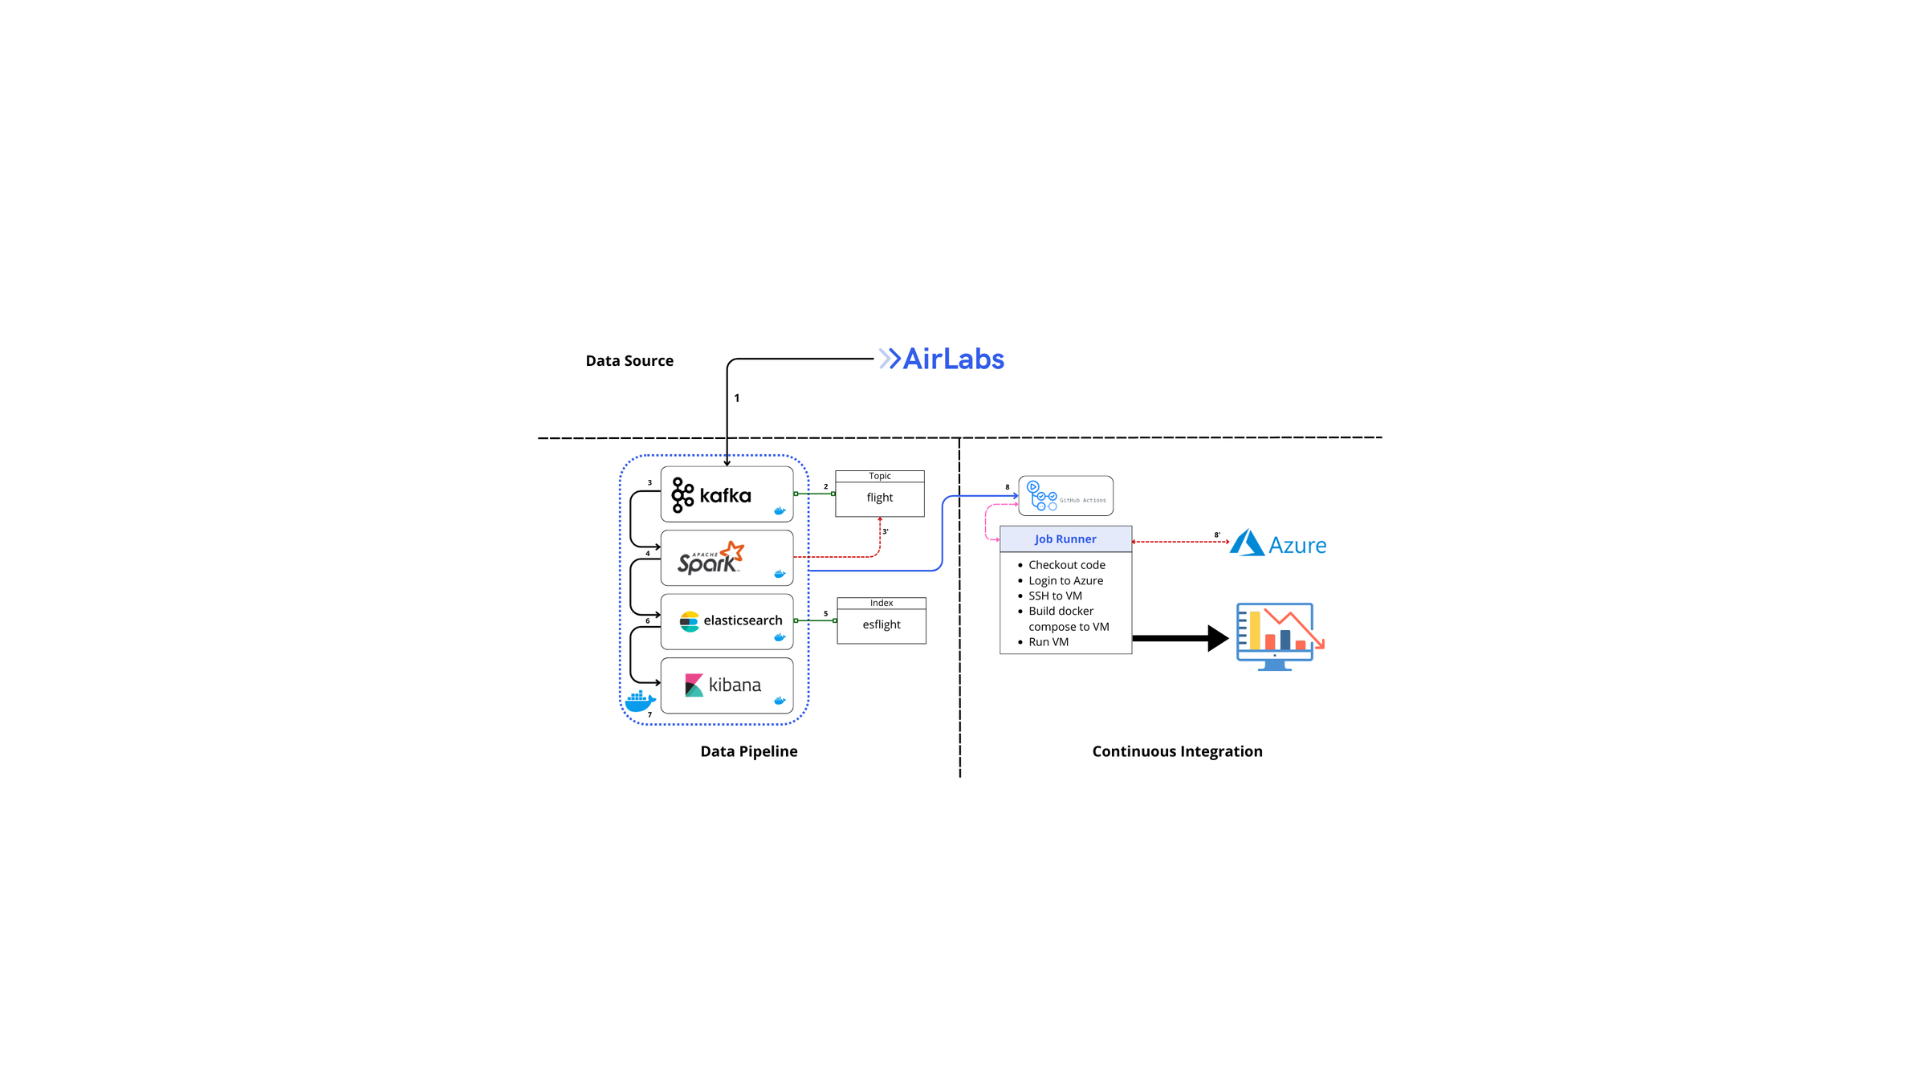 Data Source
AirLabs
1
3
kafka
2
Topic
flight
3'
4
APACHE
Spark
6
elasticsearch
5
Index
esflight
kibana
7
Data Pipeline
8
GitHub Actions
Job Runner
• Checkout code
• Login to Azure
• SSH to VM
• Build docker
compose to VM
• Run VM
8'
Azure
Continuous Integration